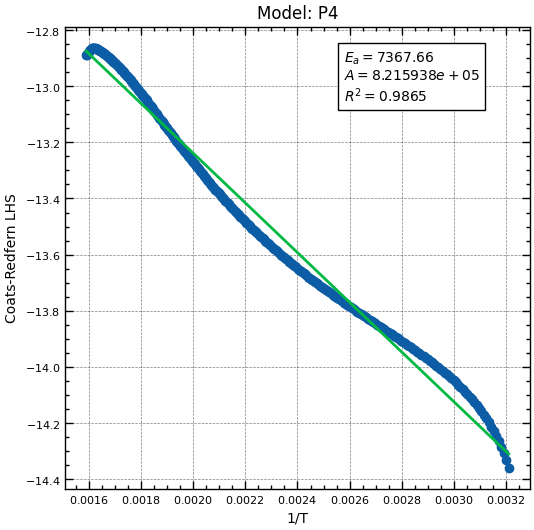 Model: P4
Coats-Redfern LHS
−12.8
−13.0
−13.2
−13.4
−13.6
−13.8
−14.0
−14.2
−14.4
E_a = 7367.66
A = 8.215938e + 05
R² = 0.9865
0.0016 0.0018 0.0020 0.0022 0.0024 0.0026 0.0028 0.0030 0.0032
1/T